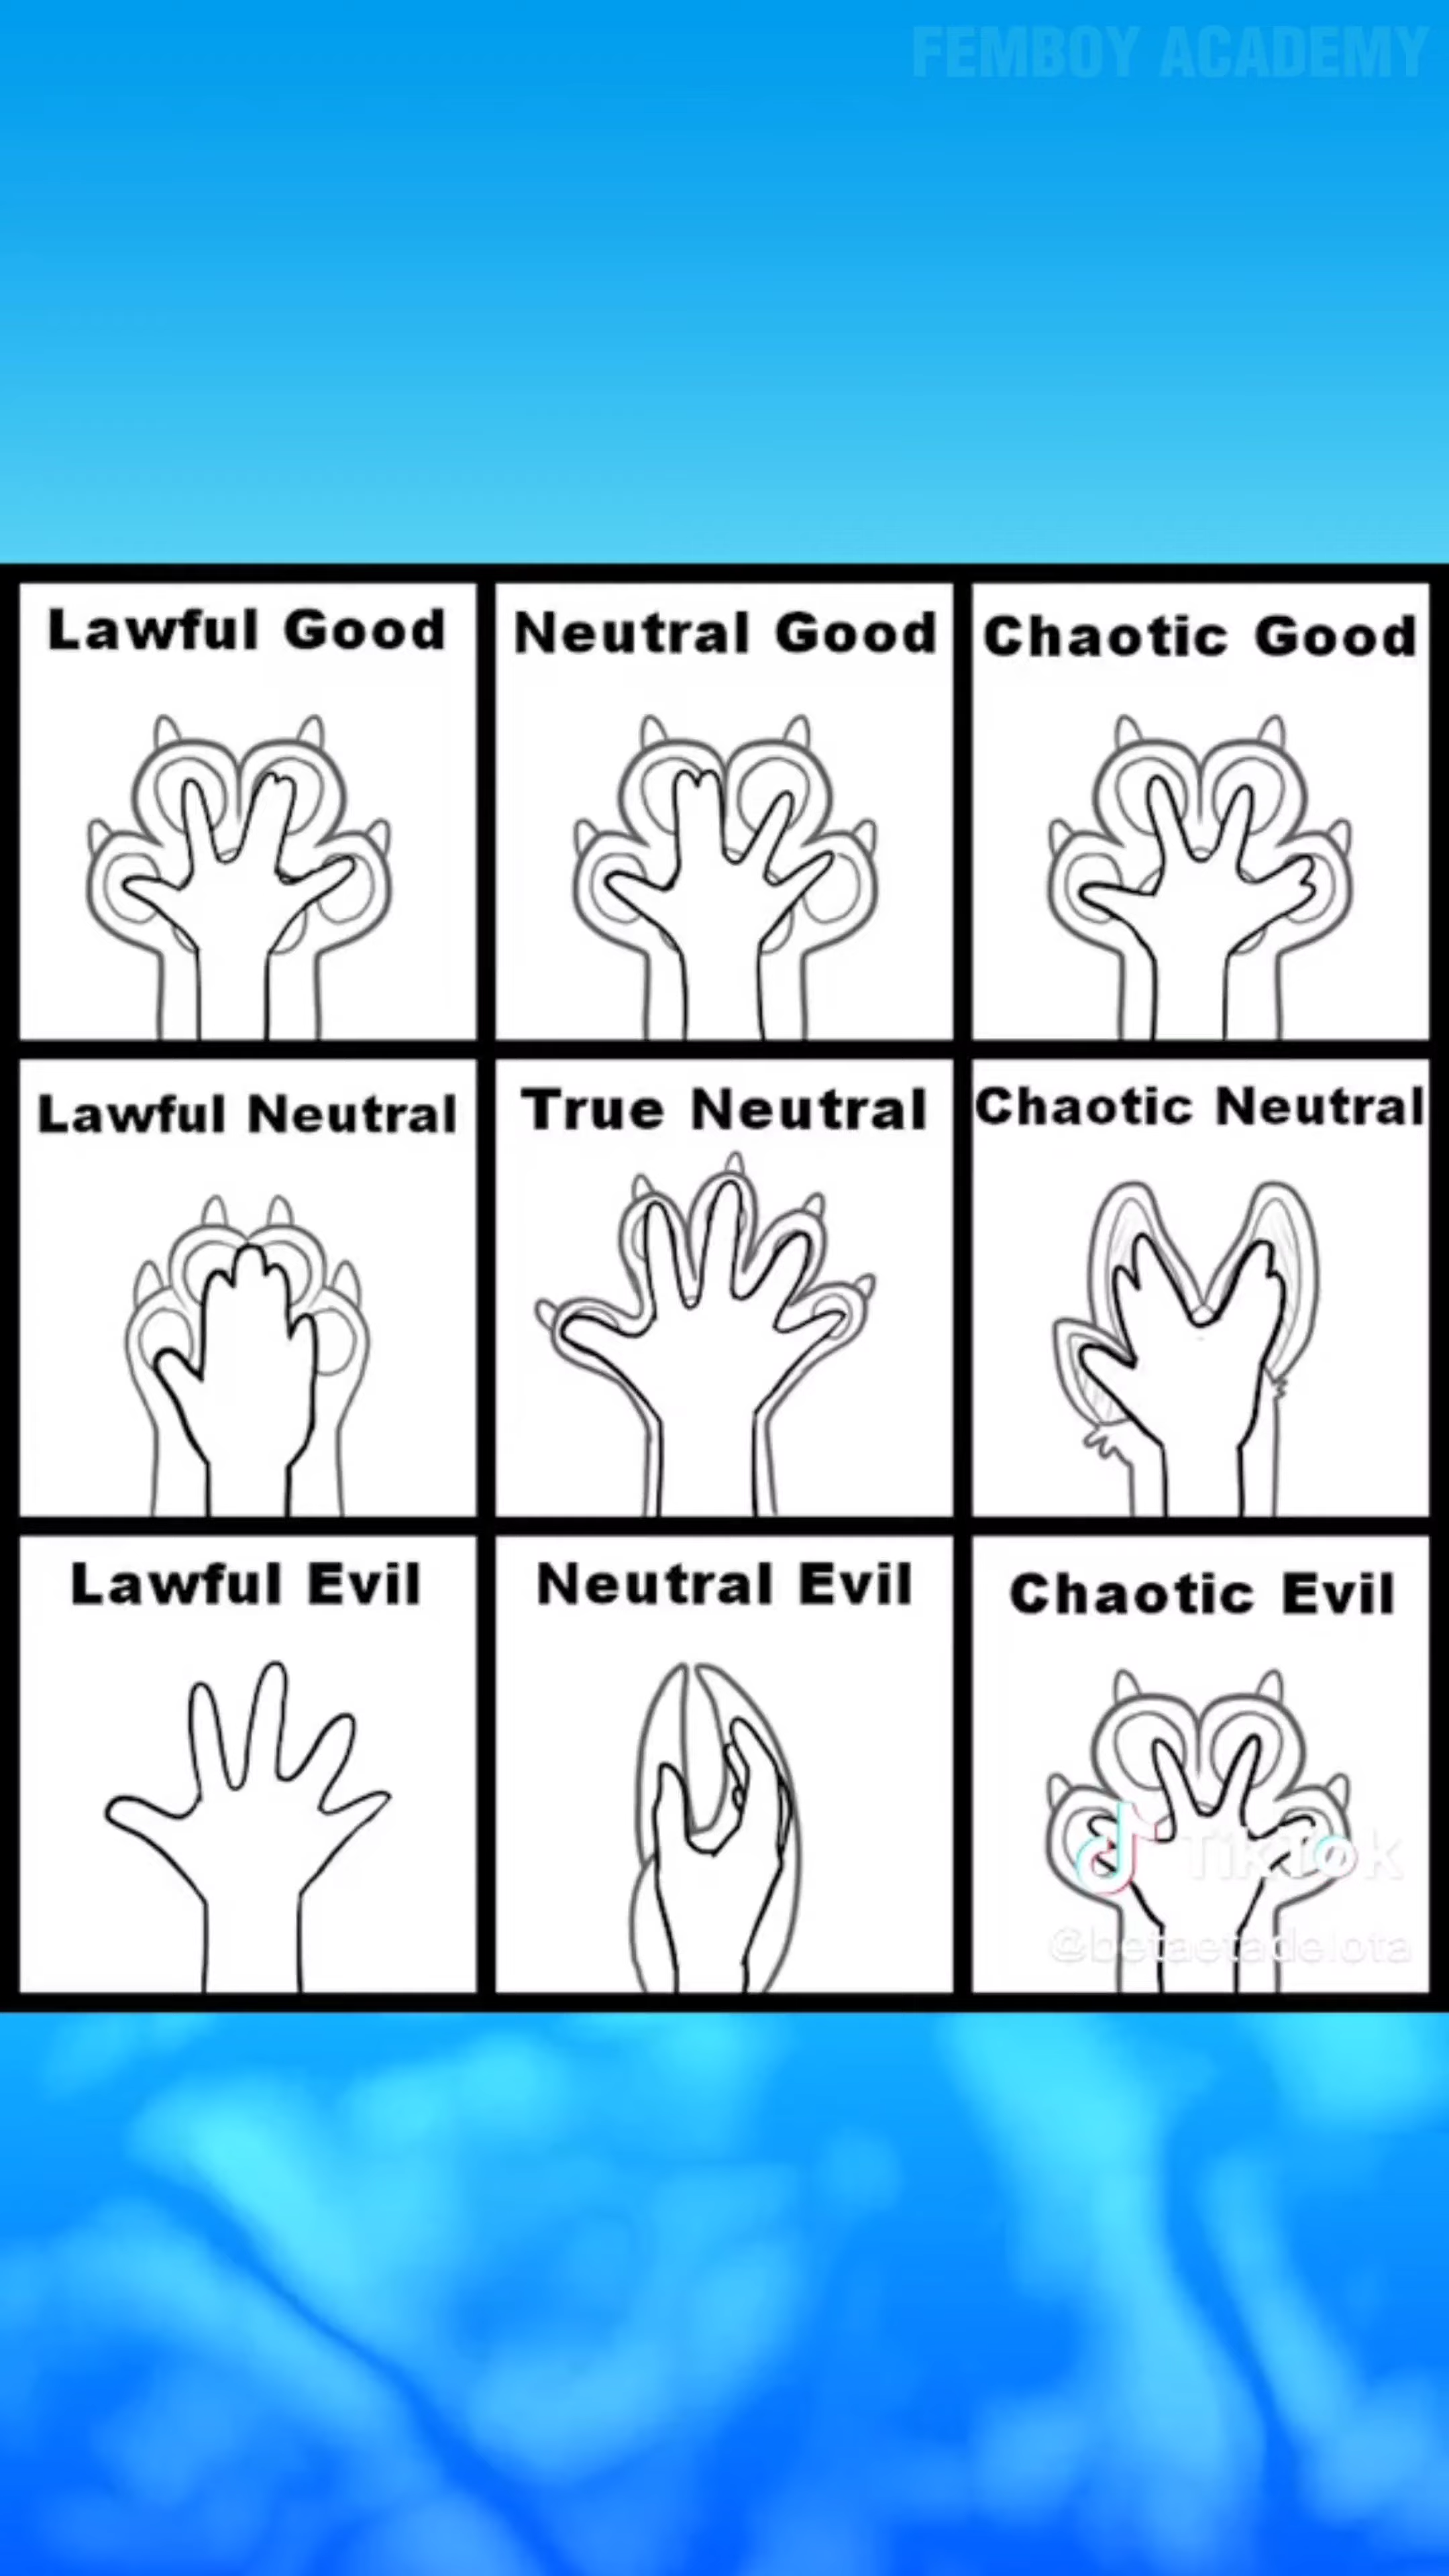 FEMBOY ACADEMY
Lawful Good
Neutral Good
Chaotic Good
Lawful Neutral
True Neutral
Chaotic Neutral
Lawful Evil
Neutral Evil
Chaotic Evil
TikTok
@betaetadelota